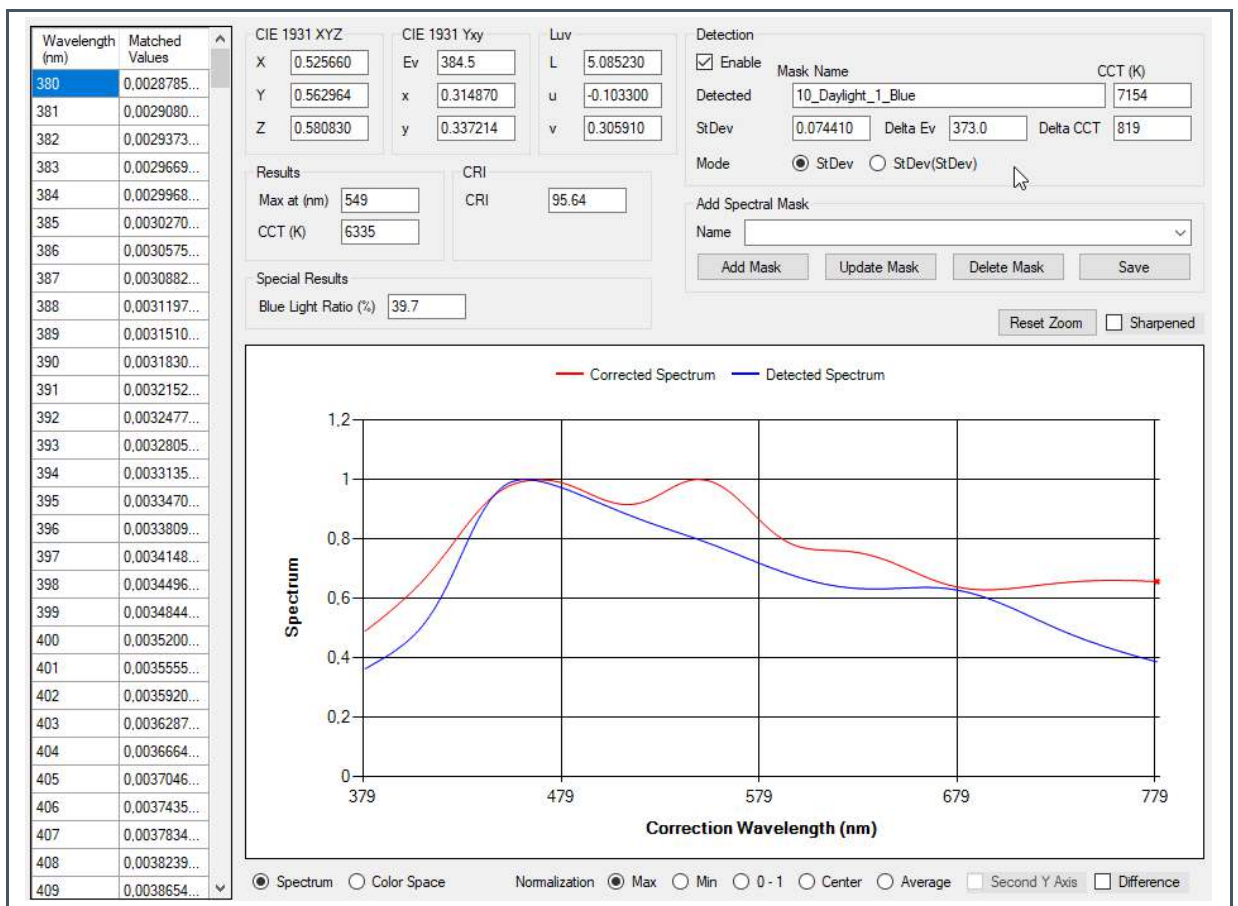 Wavelength (nm) Matched Values
380 0,0028785...
381 0,0029080...
382 0,0029373...
383 0,0029669...
384 0,0029968...
385 0,0030270...
386 0,0030575...
387 0,0030882...
388 0,0031197...
389 0,0031510...
390 0,0031830...
391 0,0032152...
392 0,0032477...
393 0,0032805...
394 0,0033135...
395 0,0033470...
396 0,0033809...
397 0,0034148...
398 0,0034496...
399 0,0034844...
400 0,0035200...
401 0,0035555...
402 0,0035920...
403 0,0036287...
404 0,0036664...
405 0,0037046...
406 0,0037435...
407 0,0037834...
408 0,0038239...
409 0,0038654...
CIE 1931 XYZ
X 0.525660
Y 0.562964
Z 0.580830
CIE 1931 Yxy
Ev 384.5
x 0.314870
y 0.337214
Luv
L 5.085230
u -0.103300
v 0.305910
Results
Max at (nm) 549
CCT (K) 6335
CRI
CRI 95.64
Special Results
Blue Light Ratio (%) 39.7
Detection
Enable Mask Name CCT (K)
Detected 10_Daylight_1_Blue 7154
StDev 0.074410 Delta Ev 373.0 Delta CCT 819
Mode StDev StDev(StDev)
Add Spectral Mask
Name
Add Mask Update Mask Delete Mask Save
Reset Zoom Sharpened
Corrected Spectrum Detected Spectrum
1,2
1
0,8
0,6
0,4
0,2
0
Spectrum
379 479 579 679 779
Correction Wavelength (nm)
Spectrum Color Space Normalization Max Min 0 - 1 Center Average Second Y Axis Difference